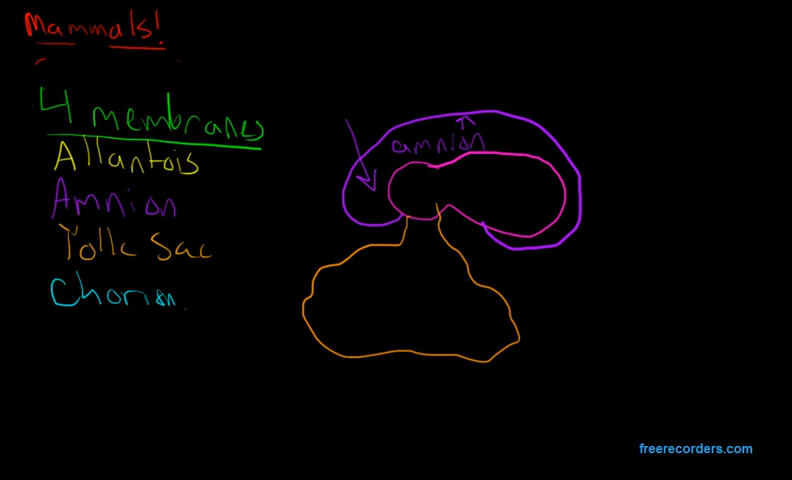 Mammals!
4 membranes
Allantois
Amnion
Yolk Sac
Chorion.
amnion
freerecorders.com